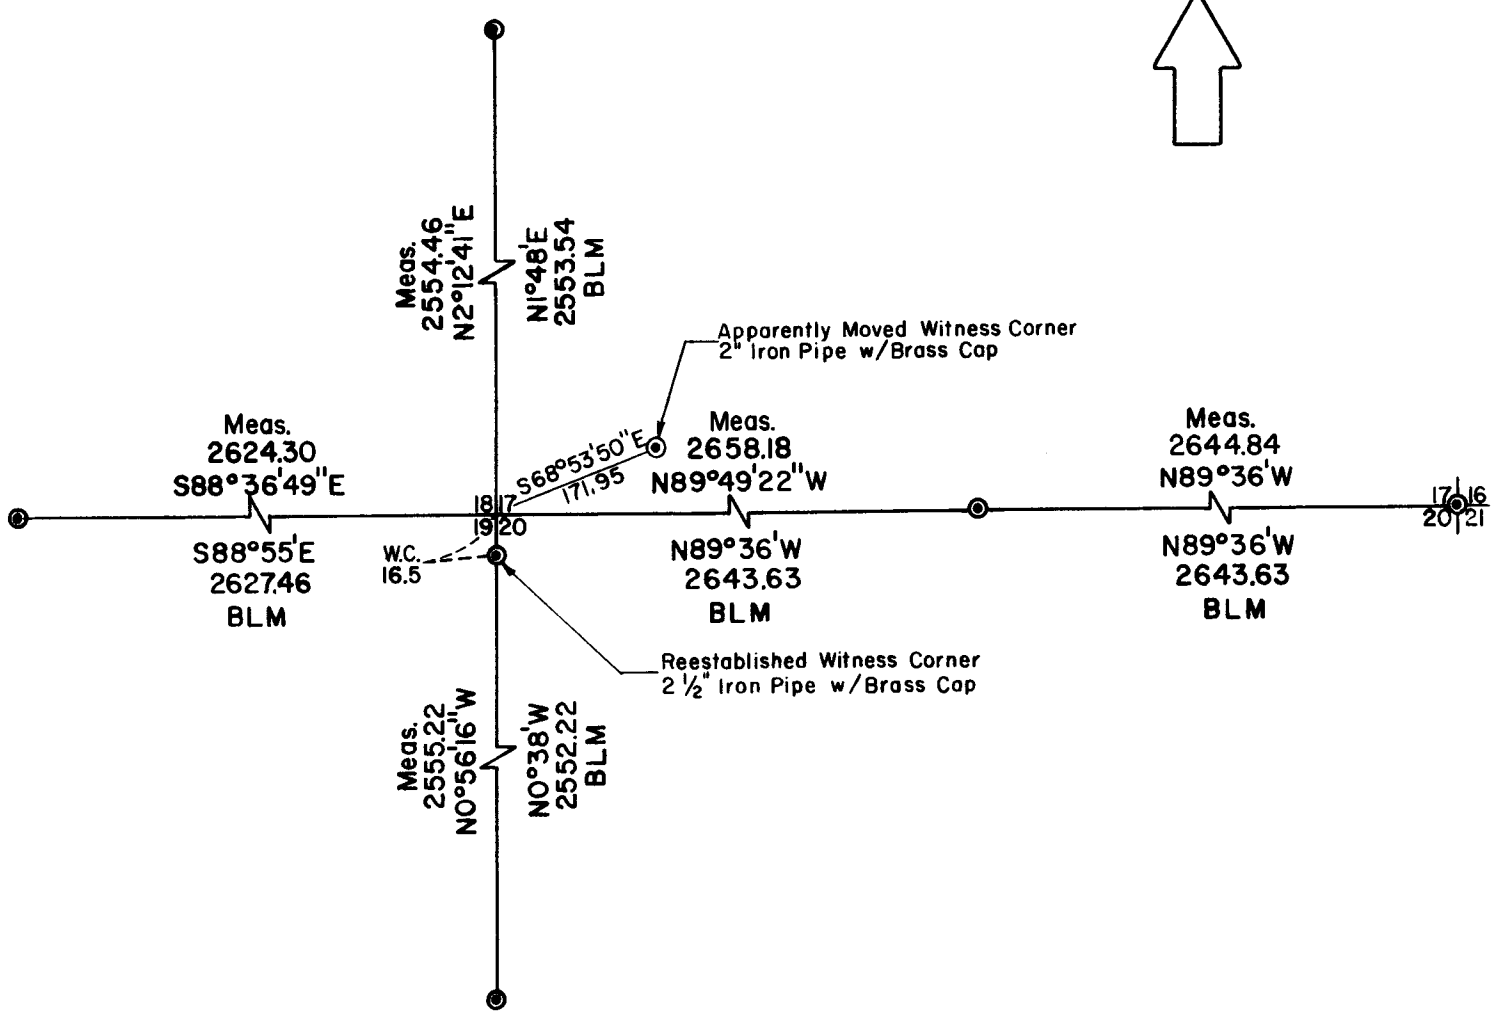 Meas.
2554.46
N2°12'41"E
N1°48'E
2553.54
BLM
Apparently Moved Witness Corner
2" Iron Pipe w/Brass Cap
Meas.
2624.30
S88°36'49"E
S88°55'E
2627.46
BLM
S68°53'50"E
171.95
18 17
19 20
W.C.
16.5
Meas.
2658.18
N89°49'22"W
N89°36'W
2643.63
BLM
Meas.
2644.84
N89°36'W
N89°36'W
2643.63
BLM
17 16
20 21
Reestablished Witness Corner
2 1/2" Iron Pipe w/Brass Cap
Meas.
2555.22
N0°56'16"W
N0°38'W
2552.22
BLM